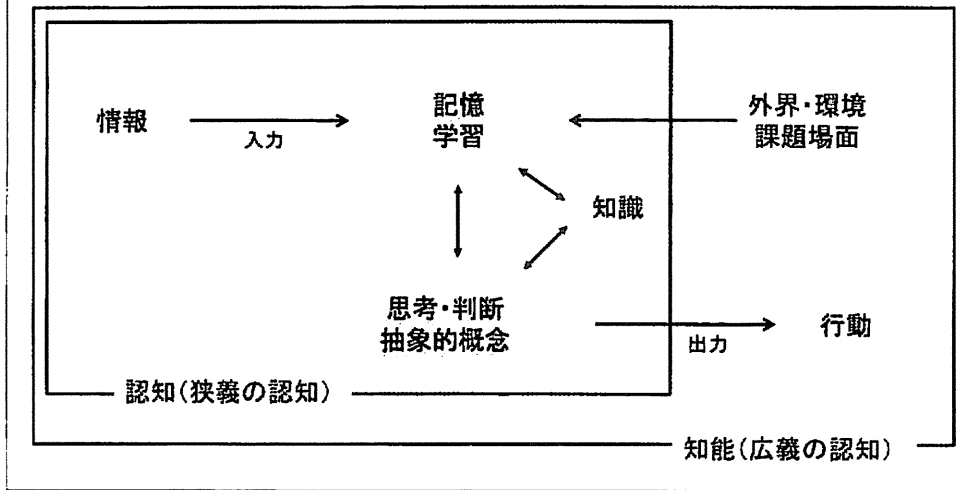 情報
入力
記憶
学習
外界・環境
課題場面
知識
思考・判断
抽象的概念
出力
行動
認知(狭義の認知)
知能(広義の認知)